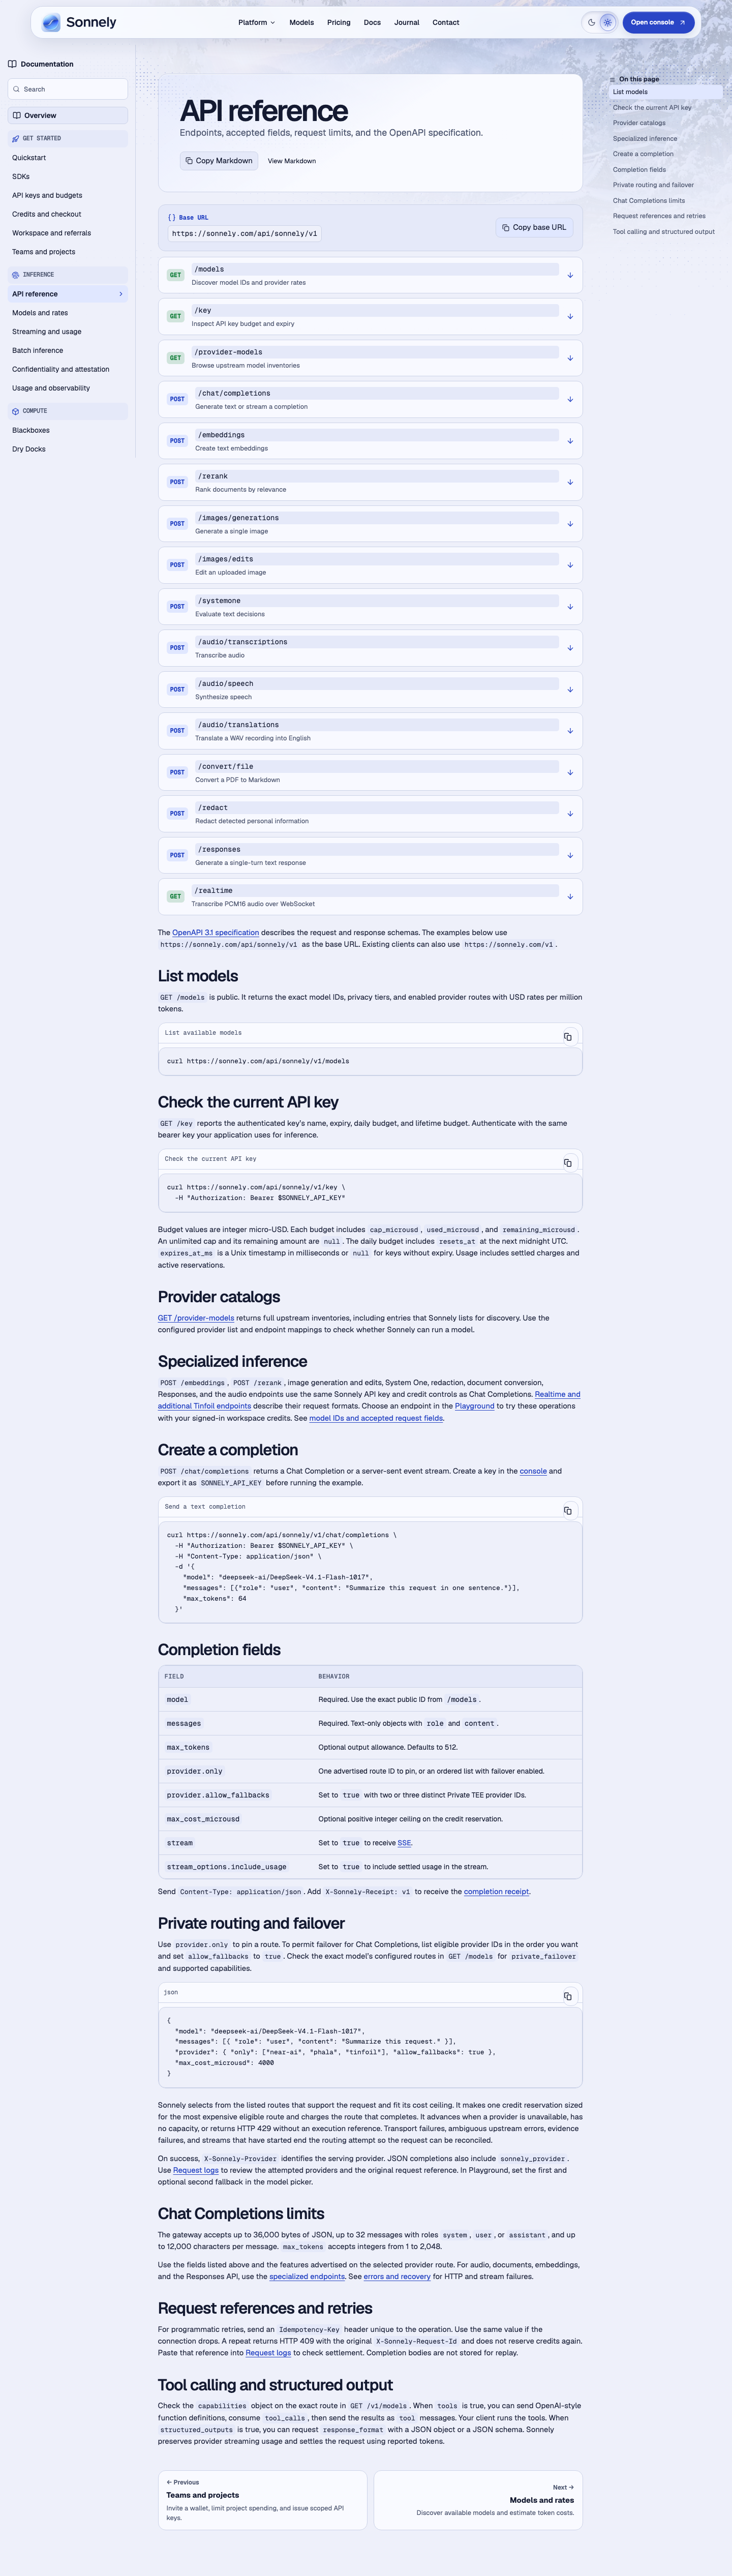 Sonnely
Platform
Models
Pricing
Docs
Journal
Contact
Open console
Documentation
Search
Overview
GET STARTED
Quickstart
SDKs
API keys and budgets
Credits and checkout
Workspace and referrals
Teams and projects
INFERENCE
API reference
Models and rates
Streaming and usage
Batch inference
Confidentiality and attestation
Usage and observability
COMPUTE
Blackboxes
Dry Docks
API reference
Endpoints, accepted fields, request limits, and the OpenAPI specification.
Copy Markdown
View Markdown
{} Base URL
https://sonnely.com/api/sonnely/v1
Copy base URL
GET /models
Discover model IDs and provider rates
GET /key
Inspect API key budget and expiry
GET /provider-models
Browse upstream model inventories
POST /chat/completions
Generate text or stream a completion
POST /embeddings
Create text embeddings
POST /rerank
Rank documents by relevance
POST /images/generations
Generate a single image
POST /images/edits
Edit an uploaded image
POST /systemone
Evaluate text decisions
POST /audio/transcriptions
Transcribe audio
POST /audio/speech
Synthesize speech
POST /audio/translations
Translate a WAV recording into English
POST /convert/file
Convert a PDF to Markdown
POST /redact
Redact detected personal information
POST /responses
Generate a single-turn text response
GET /realtime
Transcribe PCM16 audio over WebSocket
The OpenAPI 3.1 specification describes the request and response schemas. The examples below use
https://sonnely.com/api/sonnely/v1 as the base URL. Existing clients can also use https://sonnely.com/v1.
List models
GET /models is public. It returns the exact model IDs, privacy tiers, and enabled provider routes with USD rates per million
tokens.
List available models
curl https://sonnely.com/api/sonnely/v1/models
Check the current API key
GET /key reports the authenticated key's name, expiry, daily budget, and lifetime budget. Authenticate with the same
bearer key your application uses for inference.
Check the current API key
curl https://sonnely.com/api/sonnely/v1/key \
-H "Authorization: Bearer $SONNELY_API_KEY"
Budget values are integer micro-USD. Each budget includes cap_microusd, used_microusd, and remaining_microusd.
An unlimited cap and its remaining amount are null. The daily budget includes resets_at at the next midnight UTC.
expires_at_ms is a Unix timestamp in milliseconds or null for keys without expiry. Usage includes settled charges and
active reservations.
Provider catalogs
GET /provider-models returns full upstream inventories, including entries that Sonnely lists for discovery. Use the
configured provider list and endpoint mappings to check whether Sonnely can run a model.
Specialized inference
POST /embeddings, POST /rerank, image generation and edits, System One, redaction, document conversion,
Responses, and the audio endpoints use the same Sonnely API key and credit controls as Chat Completions. Realtime and
additional Tinfoil endpoints describe their request formats. Choose an endpoint in the Playground to try these operations
with your signed-in workspace credits. See model IDs and accepted request fields.
Create a completion
POST /chat/completions returns a Chat Completion or a server-sent event stream. Create a key in the console and
export it as SONNELY_API_KEY before running the example.
Send a text completion
curl https://sonnely.com/api/sonnely/v1/chat/completions \
-H "Authorization: Bearer $SONNELY_API_KEY" \
-H "Content-Type: application/json" \
-d '{
"model": "deepseek-ai/DeepSeek-V4.1-Flash-1017",
"messages": [{"role": "user", "content": "Summarize this request in one sentence."}],
"max_tokens": 64
}'
Completion fields
FIELD BEHAVIOR
model Required. Use the exact public ID from /models.
messages Required. Text-only objects with role and content.
max_tokens Optional output allowance. Defaults to 512.
provider.only One advertised route ID to pin, or an ordered list with failover enabled.
provider.allow_fallbacks Set to true with two or three distinct Private TEE provider IDs.
max_cost_microusd Optional positive integer ceiling on the credit reservation.
stream Set to true to receive SSE.
stream_options.include_usage Set to true to include settled usage in the stream.
Send Content-Type: application/json. Add X-Sonnely-Receipt: v1 to receive the completion receipt.
Private routing and failover
Use provider.only to pin a route. To permit failover for Chat Completions, list eligible provider IDs in the order you want
and set allow_fallbacks to true. Check the exact model's configured routes in GET /models for private_failover
and supported capabilities.
json
{
"model": "deepseek-ai/DeepSeek-V4.1-Flash-1017",
"messages": [{ "role": "user", "content": "Summarize this request." }],
"provider": { "only": ["near-ai", "phala", "tinfoil"], "allow_fallbacks": true },
"max_cost_microusd": 4000
}
Sonnely selects from the listed routes that support the request and fit its cost ceiling. It makes one credit reservation sized
for the most expensive eligible route and charges the route that completes. It advances when a provider is unavailable, has
no capacity, or returns HTTP 429 without an execution reference. Transport failures, ambiguous upstream errors, evidence
failures, and streams that have started end the routing attempt so the request can be reconciled.
On success, X-Sonnely-Provider identifies the serving provider. JSON completions also include sonnely_provider.
Use Request logs to review the attempted providers and the original request reference. In Playground, set the first and
optional second fallback in the model picker.
Chat Completions limits
The gateway accepts up to 36,000 bytes of JSON, up to 32 messages with roles system, user, or assistant, and up
to 12,000 characters per message. max_tokens accepts integers from 1 to 2,048.
Use the fields listed above and the features advertised on the selected provider route. For audio, documents, embeddings,
and the Responses API, use the specialized endpoints. See errors and recovery for HTTP and stream failures.
Request references and retries
For programmatic retries, send an Idempotency-Key header unique to the operation. Use the same value if the
connection drops. A repeat returns HTTP 409 with the original X-Sonnely-Request-Id and does not reserve credits again.
Paste that reference into Request logs to check settlement. Completion bodies are not stored for replay.
Tool calling and structured output
Check the capabilities object on the exact route in GET /v1/models. When tools is true, you can send OpenAI-style
function definitions, consume tool_calls, then send the results as tool messages. Your client runs the tools. When
structured_outputs is true, you can request response_format with a JSON object or a JSON schema. Sonnely
preserves provider streaming usage and settles the request using reported tokens.
← Previous
Teams and projects
Invite a wallet, limit project spending, and issue scoped API
keys.
Next →
Models and rates
Discover available models and estimate token costs.
On this page
List models
Check the current API key
Provider catalogs
Specialized inference
Create a completion
Completion fields
Private routing and failover
Chat Completions limits
Request references and retries
Tool calling and structured output